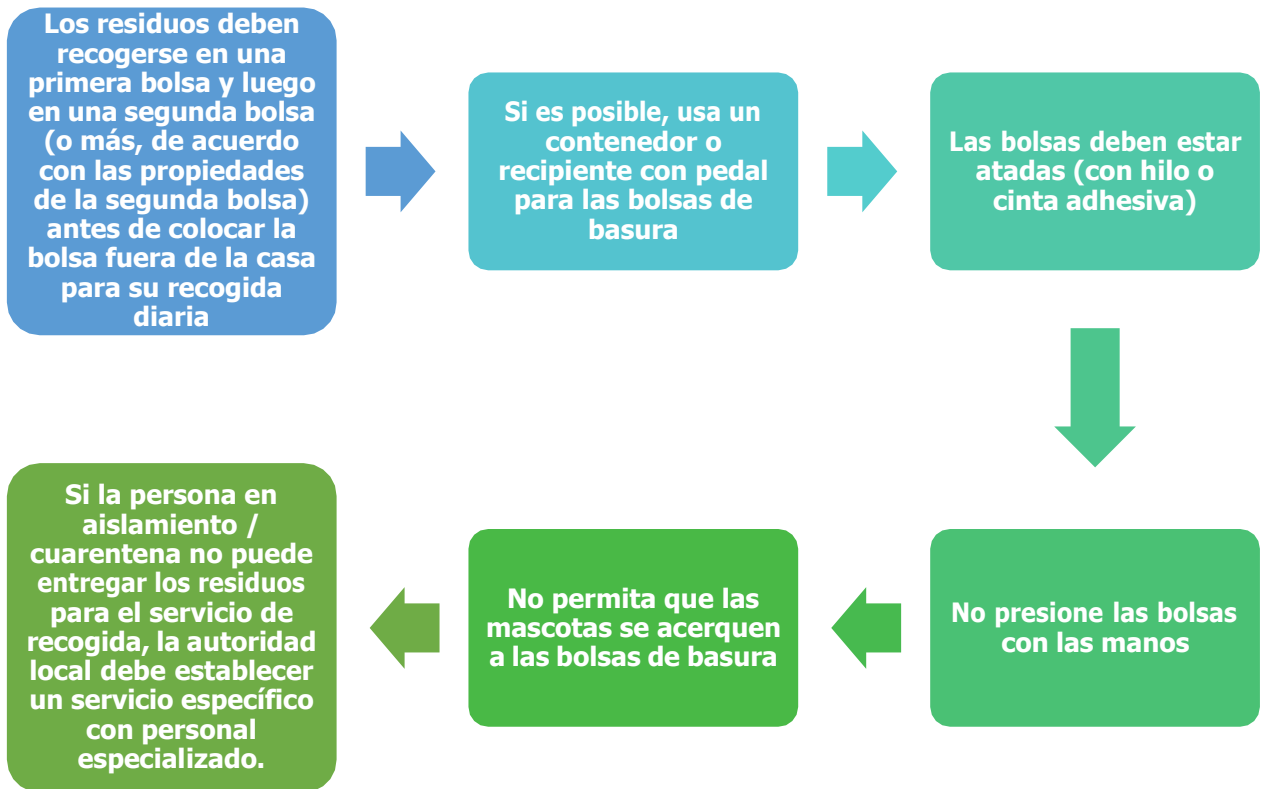 Los residuos deben
recogerse en una
primera bolsa y luego
en una segunda bolsa
(o más, de acuerdo
con las propiedades
de la segunda bolsa)
antes de colocar la
bolsa fuera de la casa
para su recogida
diaria
Si es posible, usa un
contenedor o
recipiente con pedal
para las bolsas de
basura
Las bolsas deben estar
atadas (con hilo o
cinta adhesiva)
No presione las bolsas
con las manos
No permita que las
mascotas se acerquen
a las bolsas de basura
Si la persona en
aislamiento /
cuarentena no puede
entregar los residuos
para el servicio de
recogida, la autoridad
local debe establecer
un servicio específico
con personal
especializado.